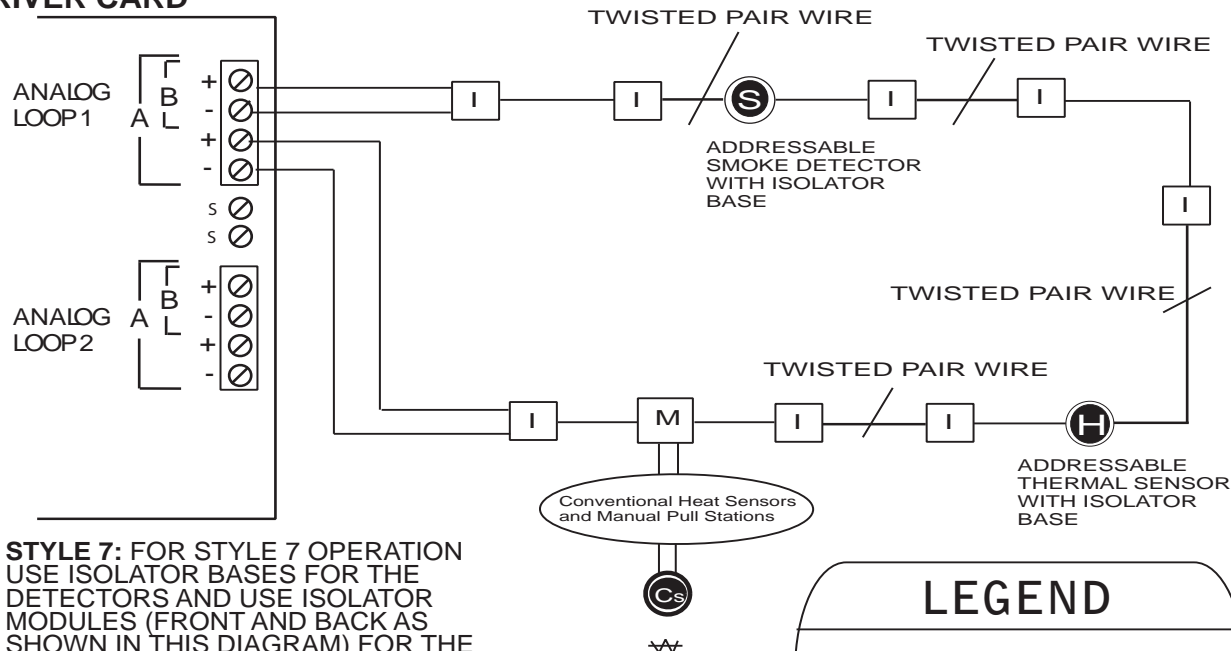 TWISTED PAIR WIRE
TWISTED PAIR WIRE
ANALOG
LOOP 1
A
B
+
-
+
-
I
I
S
I
I
ADDRESSABLE
SMOKE DETECTOR
WITH ISOLATOR
BASE
S
S
I
ANALOG
LOOP 2
A
B
+
-
+
-
TWISTED PAIR WIRE
TWISTED PAIR WIRE
I
M
I
I
H
ADDRESSABLE
THERMAL SENSOR
WITH ISOLATOR
BASE
Conventional Heat Sensors
and Manual Pull Stations
Cs
STYLE 7: FOR STYLE 7 OPERATION
USE ISOLATOR BASES FOR THE
DETECTORS AND USE ISOLATOR
MODULES (FRONT AND BACK AS
SHOWN IN THIS DIAGRAM) FOR THE
LEGEND